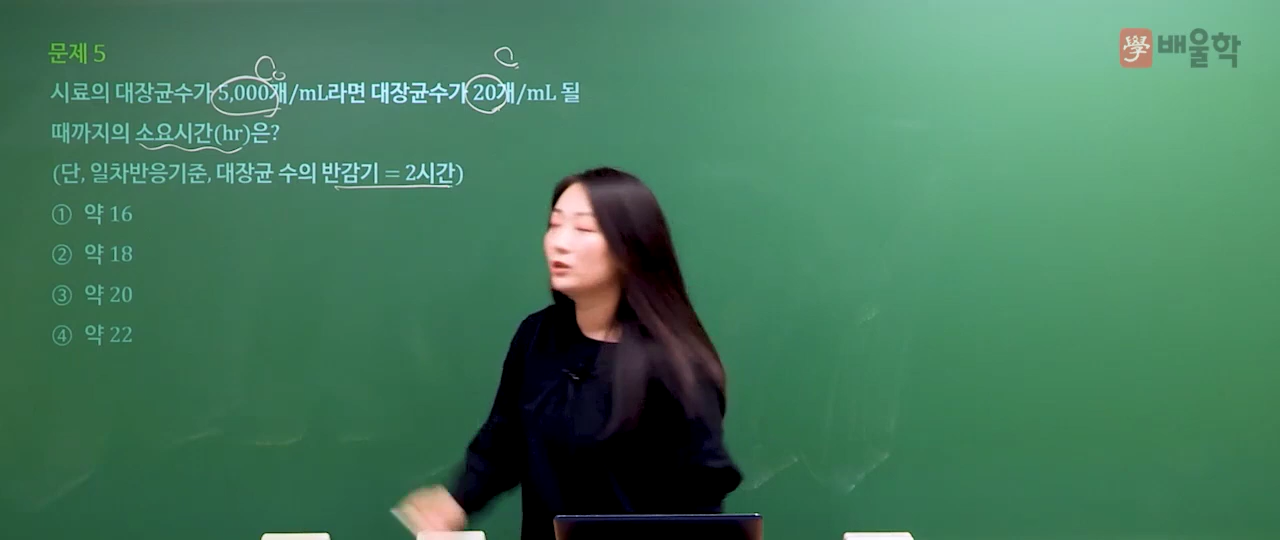 문제 5
C₀
C
시료의 대장균수가 5,000개/mL라면 대장균수가 20개/mL 될
때까지의 소요시간(hr)은?
(단, 일차반응기준, 대장균 수의 반감기 = 2시간)
① 약 16
② 약 18
③ 약 20
④ 약 22
學 배울학